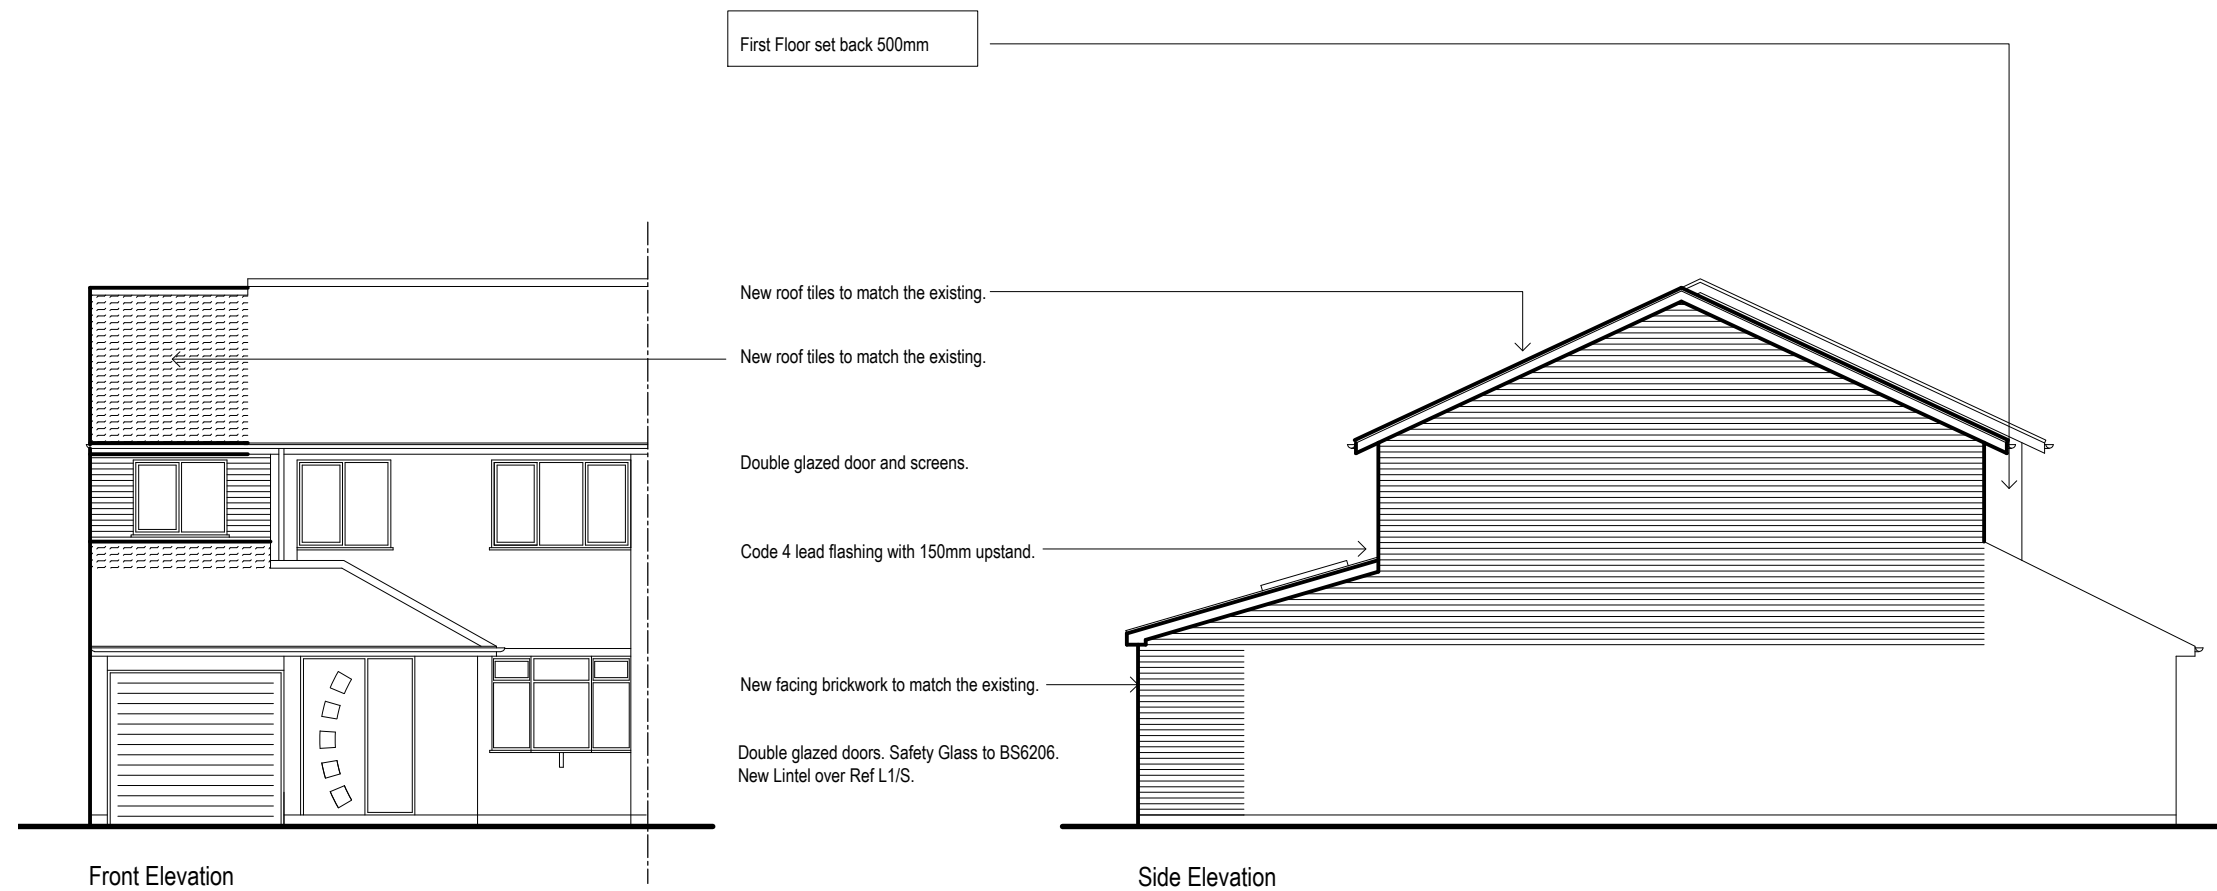 First Floor set back 500mm
New roof tiles to match the existing.
New roof tiles to match the existing.
Double glazed door and screens.
Code 4 lead flashing with 150mm upstand.
New facing brickwork to match the existing.
Double glazed doors. Safety Glass to BS6206.
New Lintel over Ref L1/S.
Front Elevation
Side Elevation